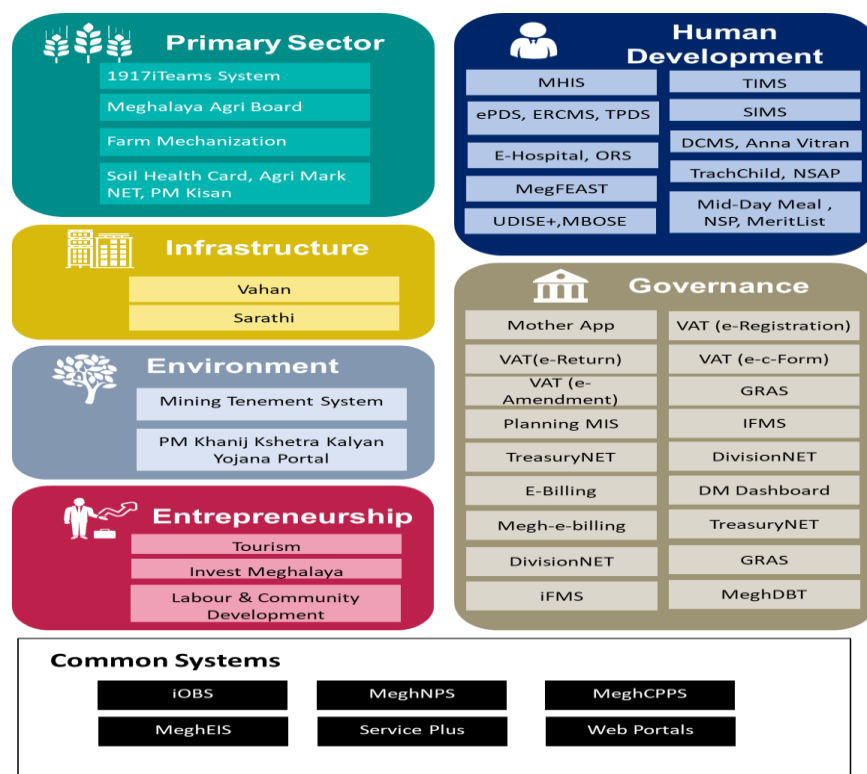 Primary Sector
1917iTeams System
Meghalaya Agri Board
Farm Mechanization
Soil Health Card, Agri Mark
NET, PM Kisan
Infrastructure
Vahan
Sarathi
Environment
Mining Tenement System
PM Khanij Kshetra Kalyan
Yojana Portal
Entrepreneurship
Tourism
Invest Meghalaya
Labour & Community
Development
Human
Development
MHIS
ePDS, ERCMS, TPDS
E-Hospital, ORS
MegFEAST
UDISE+,MBOSE
TIMS
SIMS
DCMS, Anna Vitran
TrachChild, NSAP
Mid-Day Meal ,
NSP, MeritList
Governance
Mother App
VAT(e-Return)
VAT (e-
Amendment)
Planning MIS
TreasuryNET
E-Billing
Megh-e-billing
DivisionNET
iFMS
VAT (e-Registration)
VAT (e-c-Form)
GRAS
IFMS
DivisionNET
DM Dashboard
TreasuryNET
GRAS
MeghDBT
Common Systems
iOBS
MeghNPS
MeghCPPS
MeghEIS
Service Plus
Web Portals